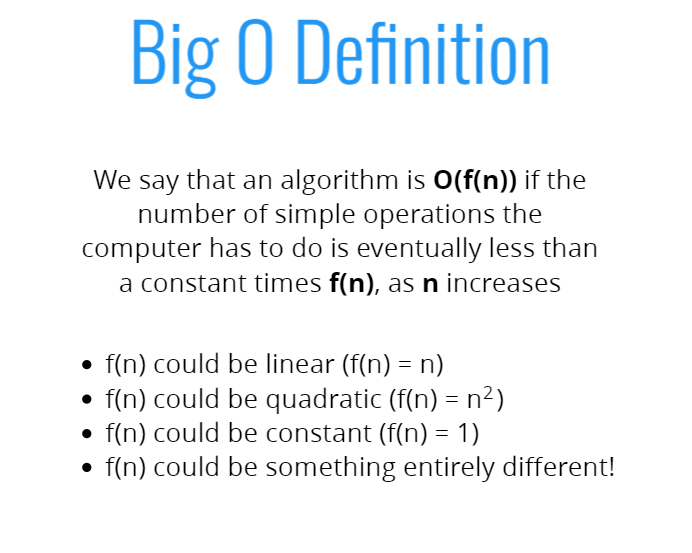 Big O Definition
We say that an algorithm is O(f(n)) if the
number of simple operations the
computer has to do is eventually less than
a constant times f(n), as n increases
• f(n) could be linear (f(n) = n)
• f(n) could be quadratic (f(n) = n²)
• f(n) could be constant (f(n) = 1)
• f(n) could be something entirely different!